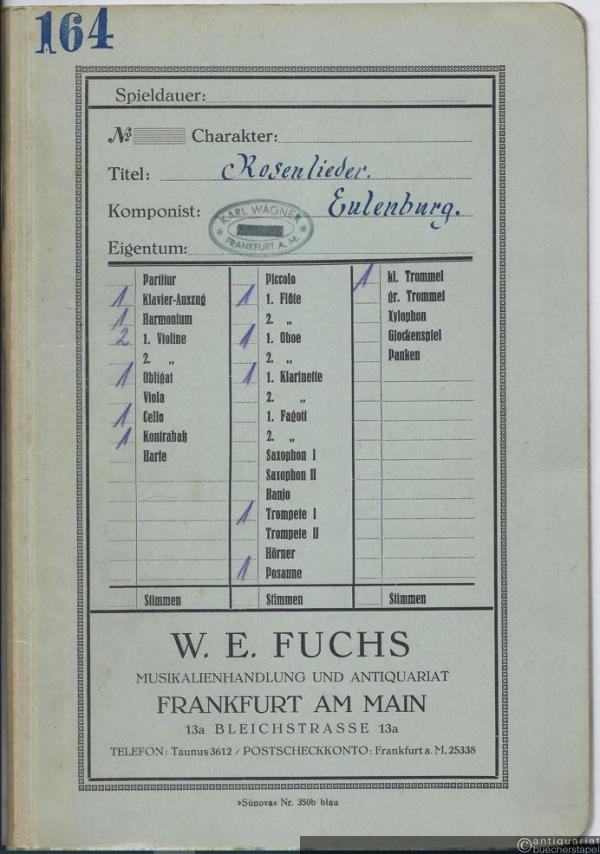 164
Spieldauer:
№ Charakter:
Titel: Rosenlieder.
Komponist: Eulenburg.
KARL WAGNER
* FRANKFURT A. M. *
Eigentum:
Partitur
1 Klavier-Auszug
1 Harmonium
2 1. Violine
2. „
1 Obligat
Viola
1 Cello
1 Kontrabaß
Harfe
Stimmen
Piccolo
1 1. Flöte
2. „
1 1. Oboe
2. „
1 1. Klarinette
2. „
1. Fagott
2. „
Saxophon I
Saxophon II
Banjo
1 Trompete I
Trompete II
Hörner
1 Posaune
Stimmen
1 kl. Trommel
gr. Trommel
Xylophon
Glockenspiel
Pauken
Stimmen
W. E. FUCHS
MUSIKALIENHANDLUNG UND ANTIQUARIAT
FRANKFURT AM MAIN
13a BLEICHSTRASSE 13a
TELEFON: Taunus 3612 / POSTSCHECKKONTO: Frankfurt a. M. 25338
»Sünova« Nr. 350b blau
antiquariat
buecherstapel